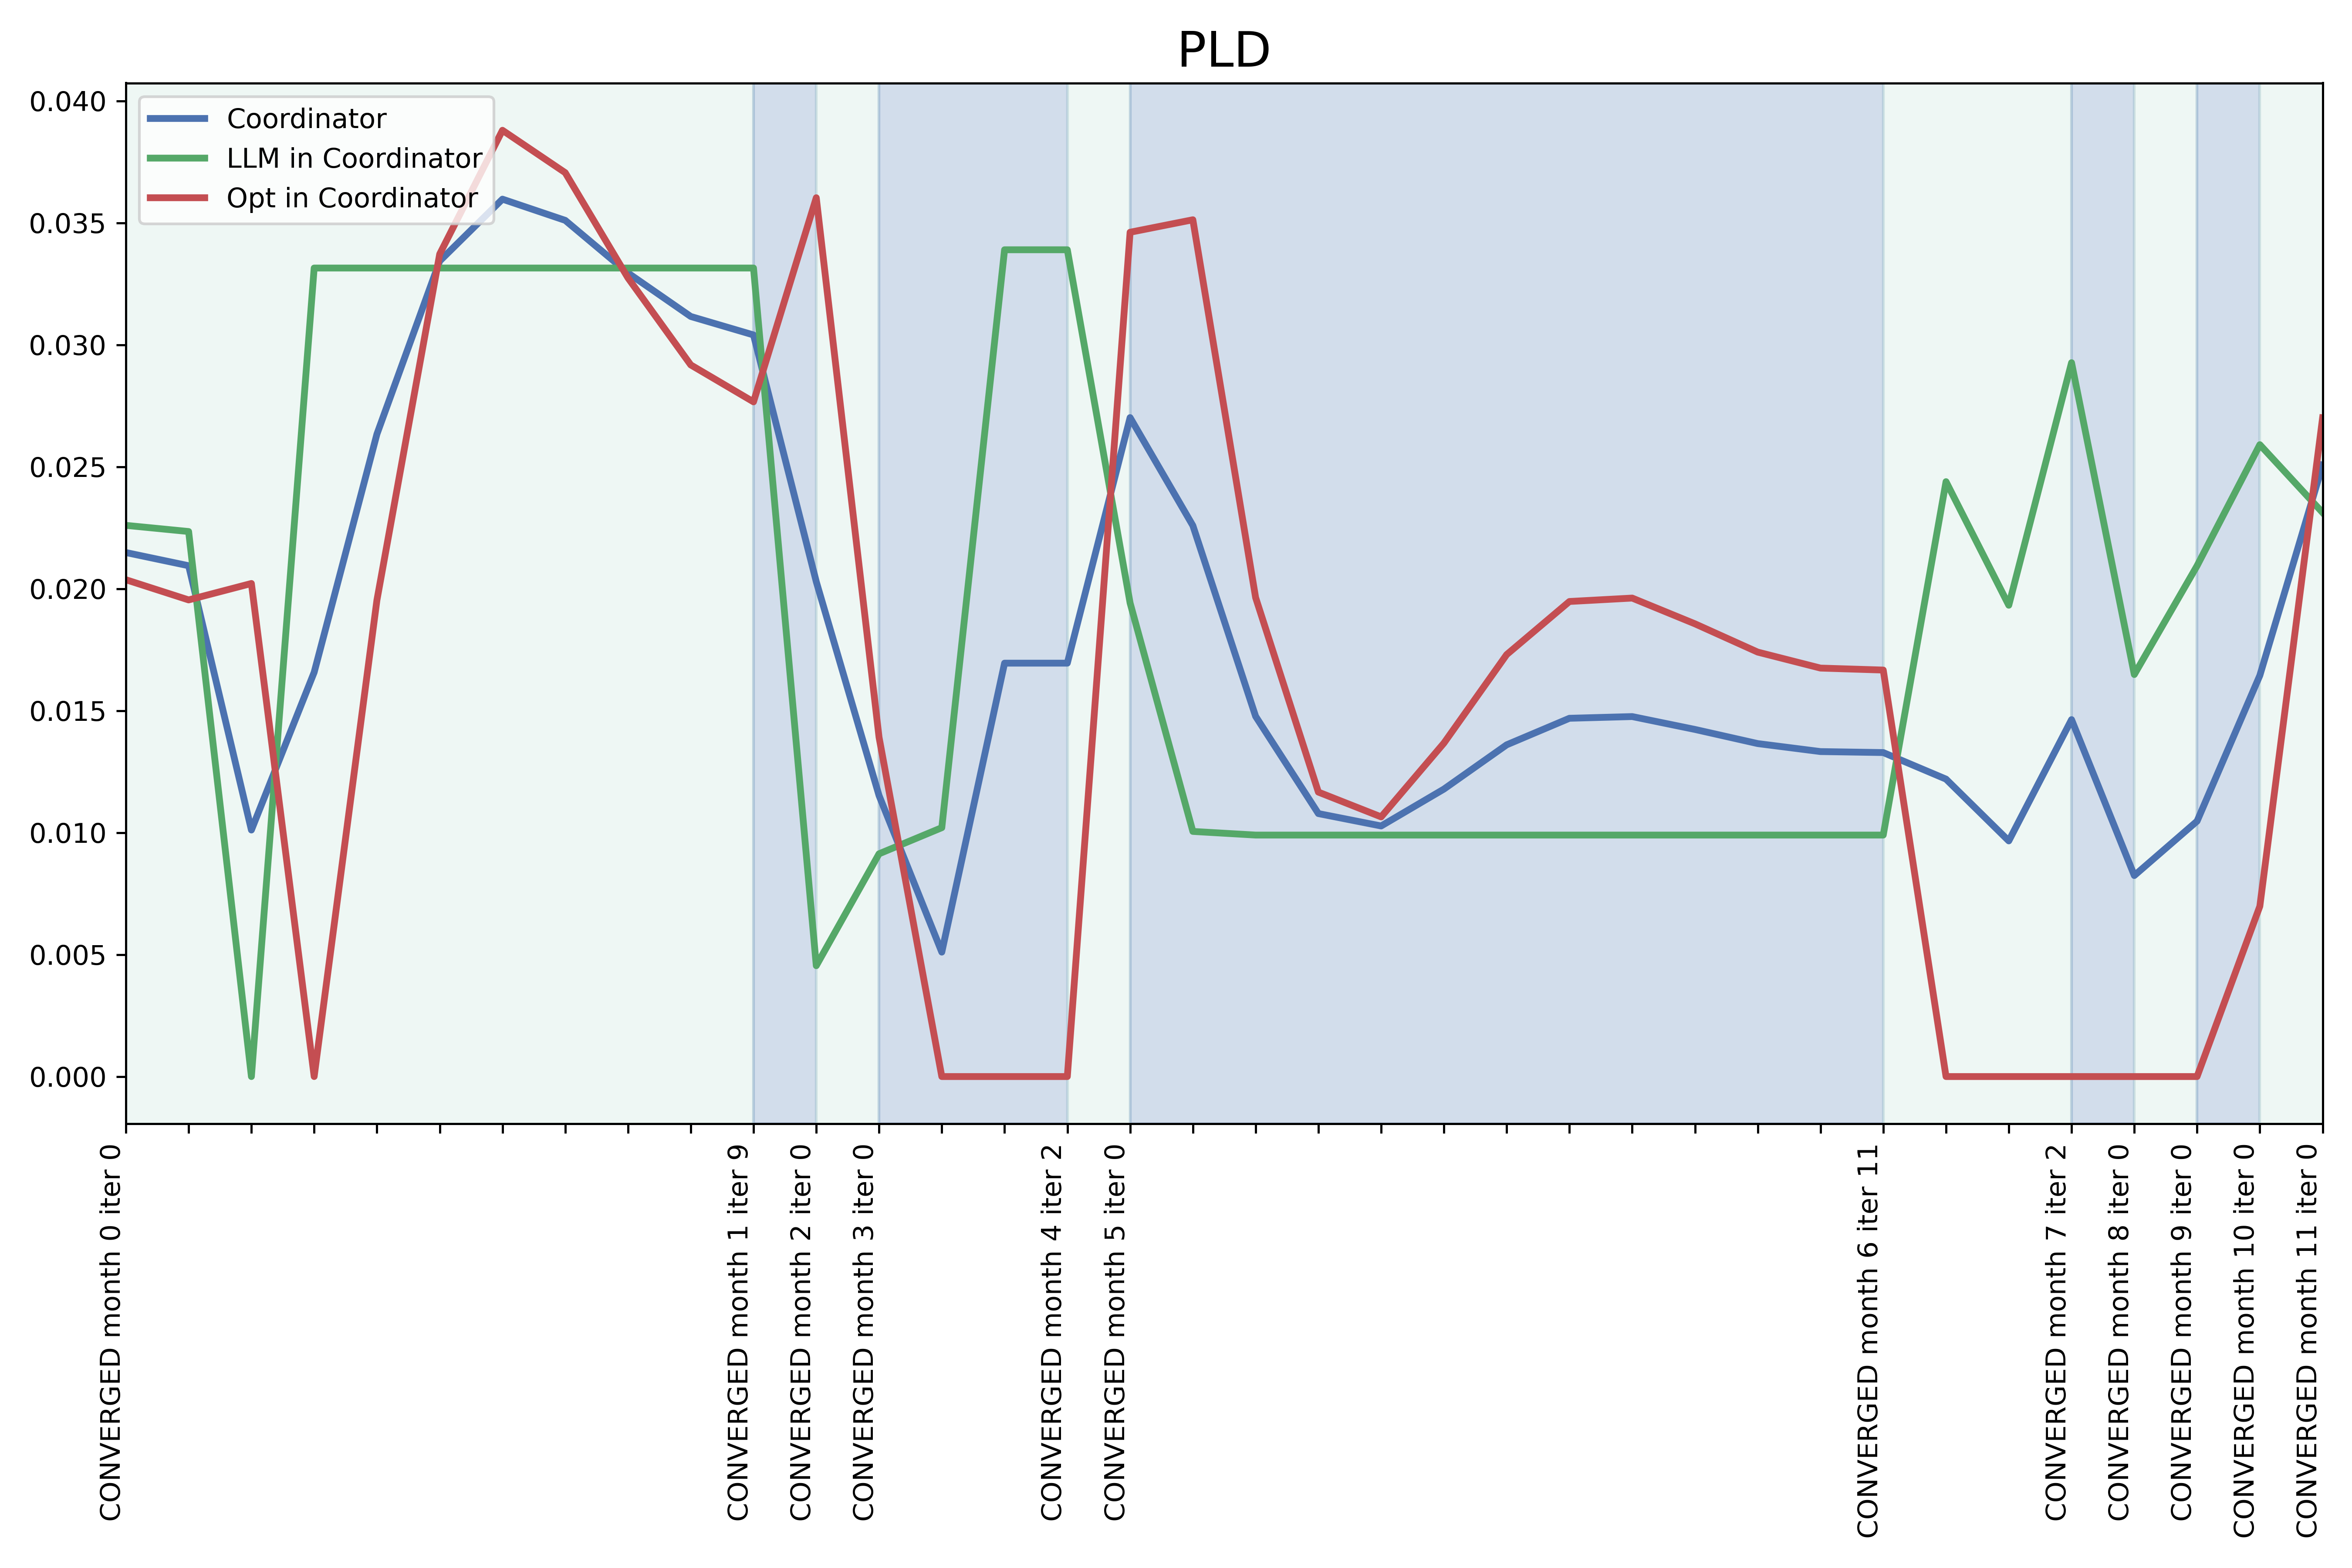 PLD
0.040
0.035
0.030
0.025
0.020
0.015
0.010
0.005
0.000
Coordinator
LLM in Coordinator
Opt in Coordinator
CONVERGED month 0 iter 0
CONVERGED month 1 iter 9
CONVERGED month 2 iter 0
CONVERGED month 3 iter 0
CONVERGED month 4 iter 2
CONVERGED month 5 iter 0
CONVERGED month 6 iter 11
CONVERGED month 7 iter 2
CONVERGED month 8 iter 0
CONVERGED month 9 iter 0
CONVERGED month 10 iter 0
CONVERGED month 11 iter 0